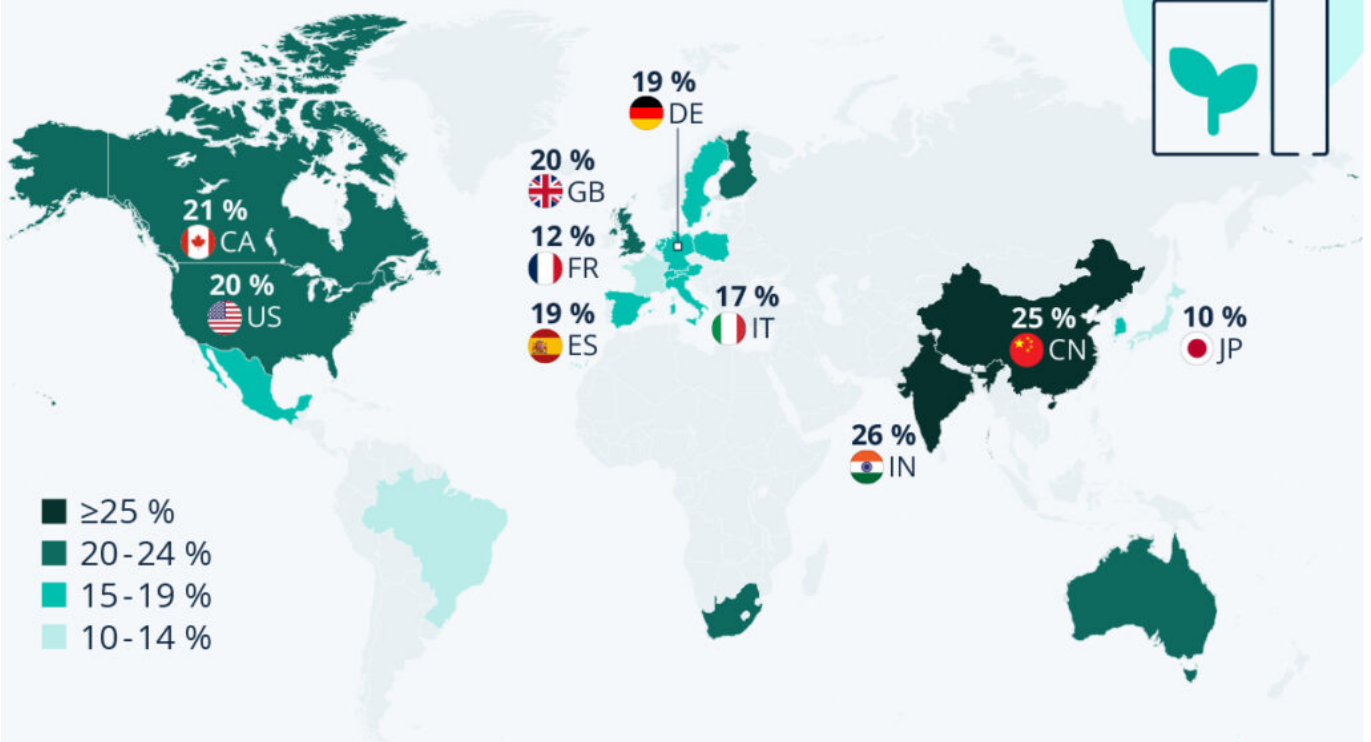 19 %
DE
20 %
GB
21 %
CA
12 %
FR
20 %
US
17 %
IT
19 %
ES
25 %
CN
10 %
JP
26 %
IN
≥25 %
20-24 %
15-19 %
10-14 %